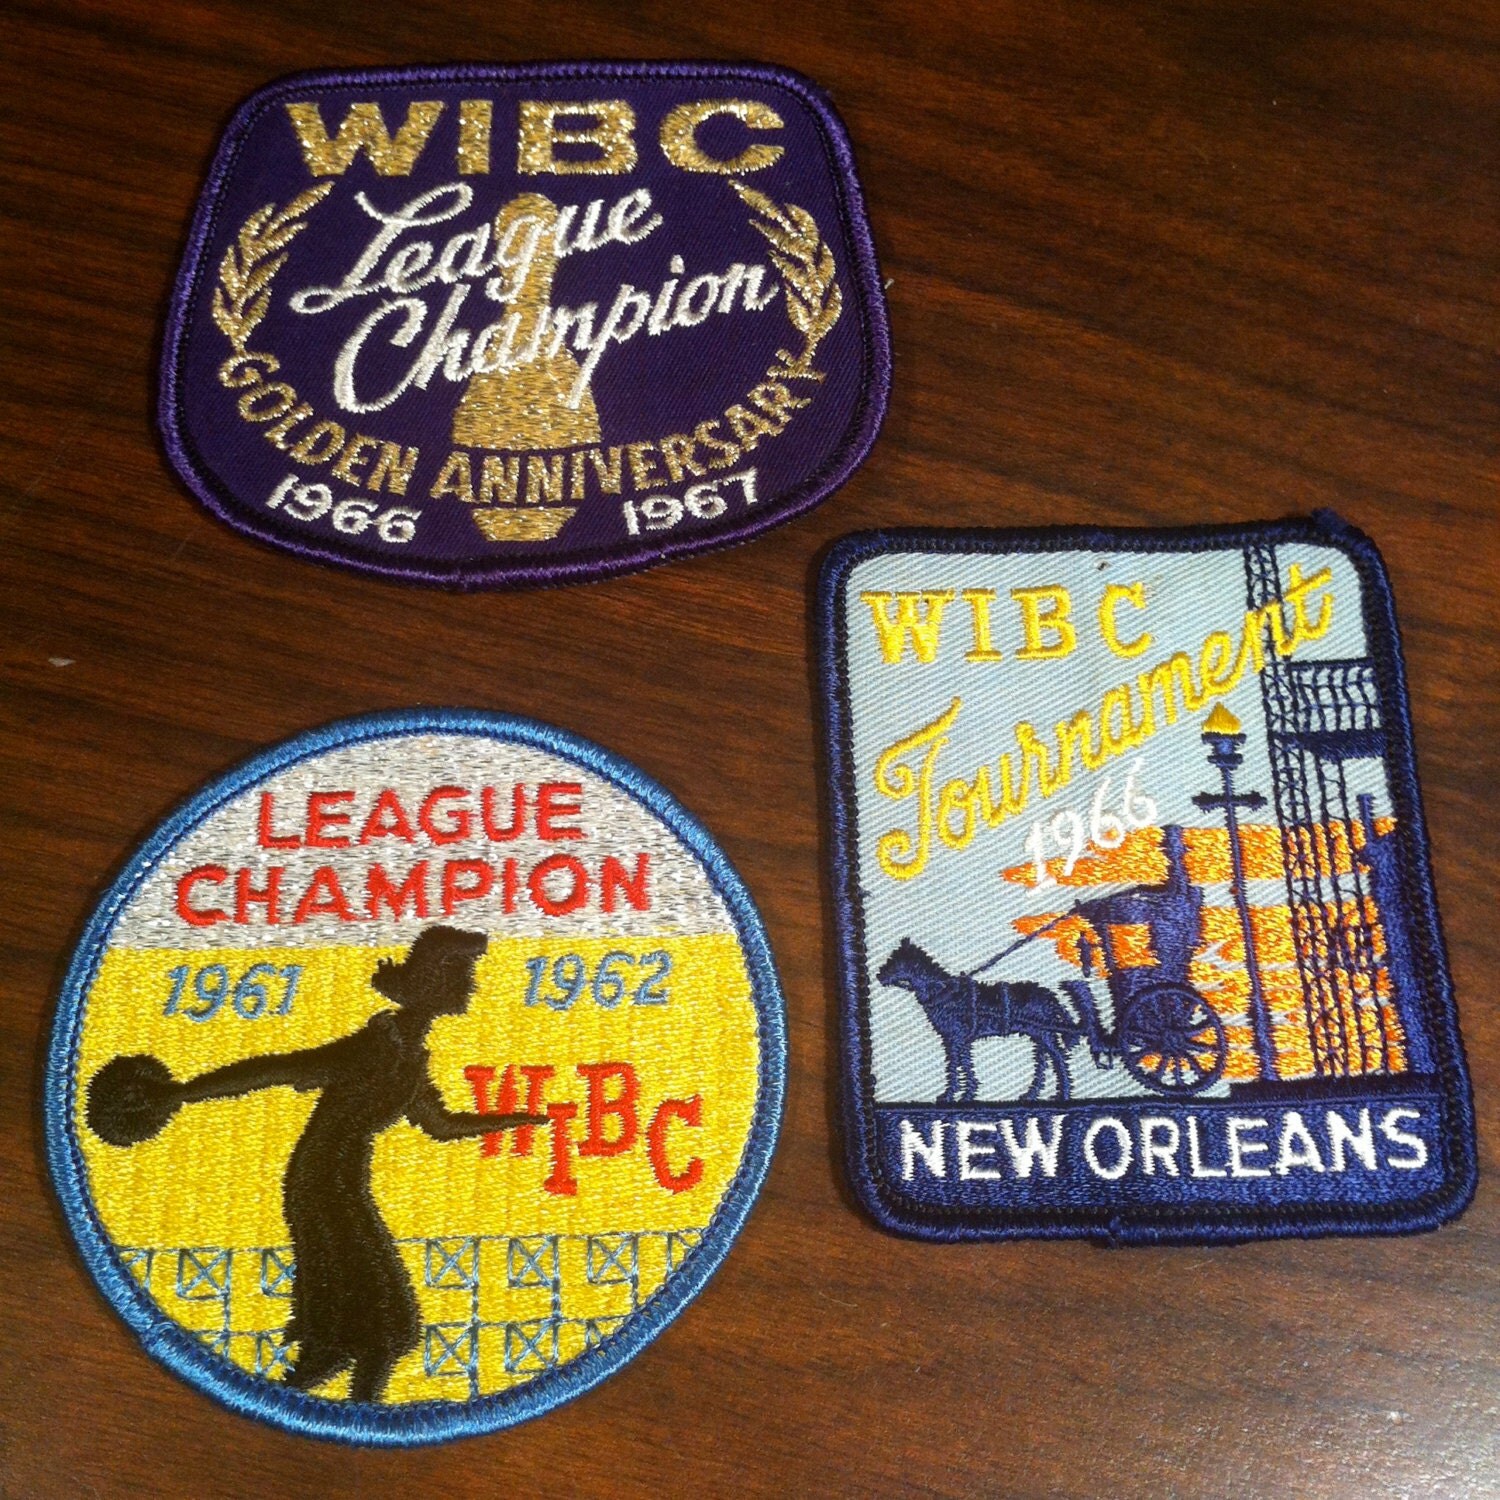 WIBC
League
Champion
GOLDEN ANNIVERSARY
1966 1967
WIBC
Tournament
1966
NEW ORLEANS
LEAGUE
CHAMPION
1961 1962
WIBC